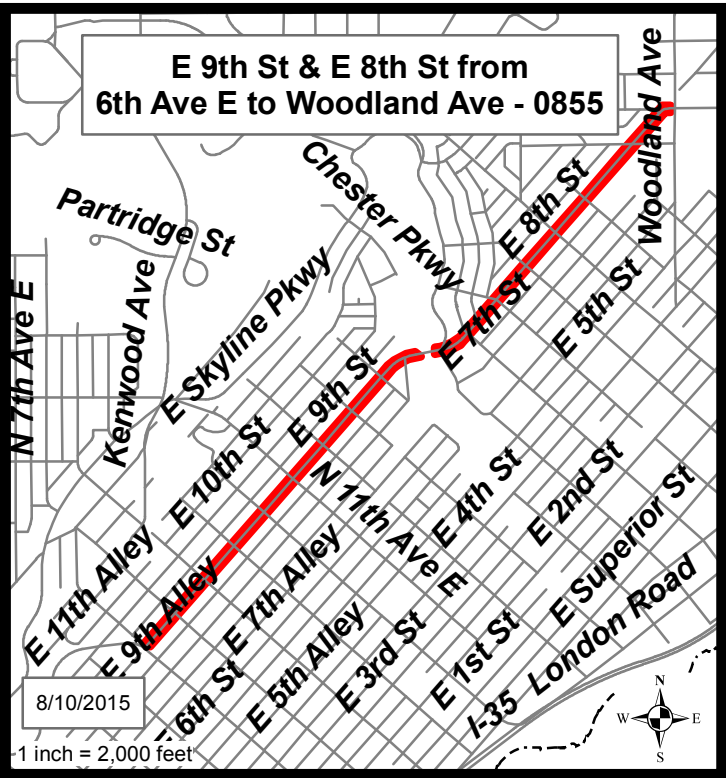 E 9th St & E 8th St from
6th Ave E to Woodland Ave - 0855
Woodland Ave
Chester Pkwy
E 8th St
Partridge St
E Skyline Pkwy
Kenwood Ave
N 7th Ave E
E 7th St
E 5th St
E 9th St
E 10th St
N 11th Ave E
E 4th St
E 2nd St
E Superior St
E 11th Alley
E 9th Alley
E 7th Alley
E 5th Alley
E 3rd St
E 1st St
I-35 London Road
E 6th St
8/10/2015
1 inch = 2,000 feet
N
W E
S